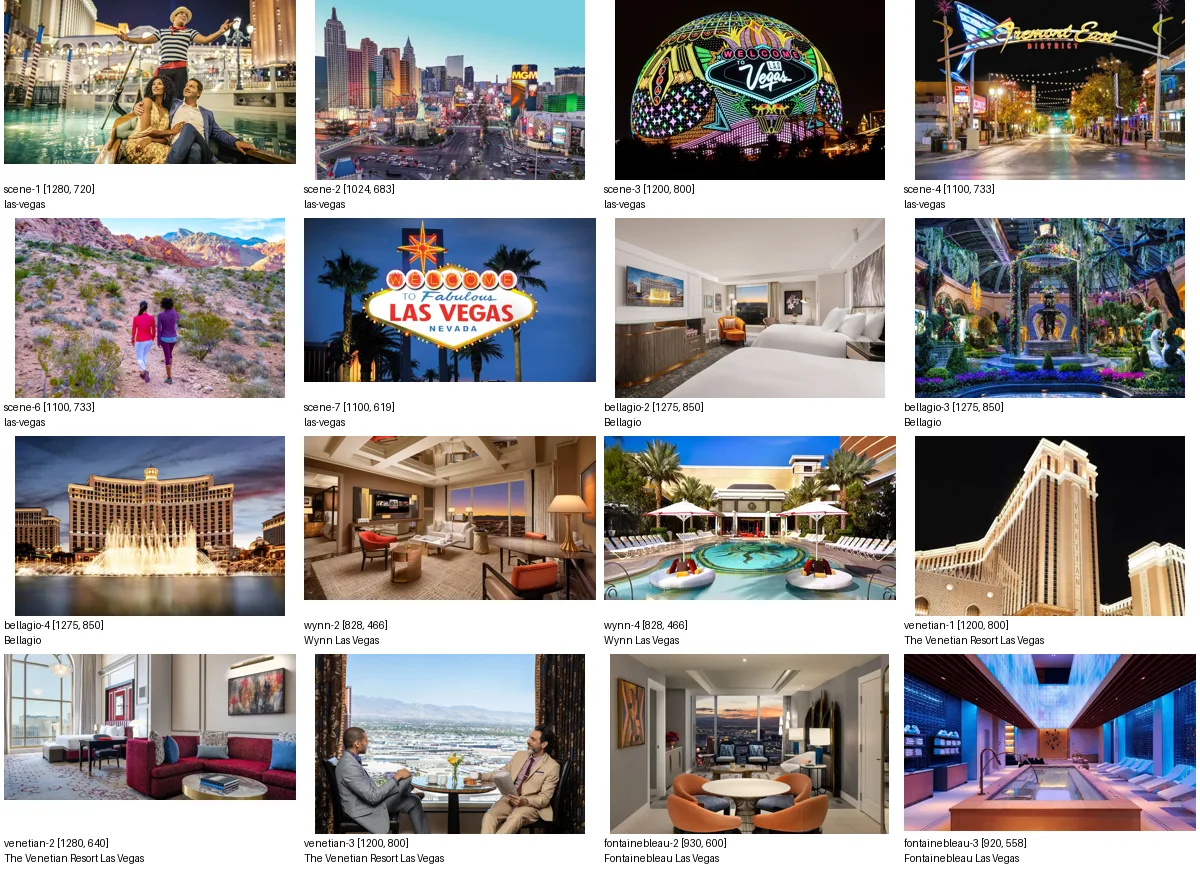 MGM
WELCOME
TO
LAS
Vegas
Fremont East
DISTRICT
scene-1 [1280, 720]
las-vegas
scene-2 [1024, 683]
las-vegas
scene-3 [1200, 800]
las-vegas
scene-4 [1100, 733]
las-vegas
WELCOME
TO Fabulous
LAS VEGAS
NEVADA
scene-6 [1100, 733]
las-vegas
scene-7 [1100, 619]
las-vegas
bellagio-2 [1275, 850]
Bellagio
bellagio-3 [1275, 850]
Bellagio
bellagio-4 [1275, 850]
Bellagio
wynn-2 [828, 466]
Wynn Las Vegas
wynn-4 [828, 466]
Wynn Las Vegas
venetian-1 [1200, 800]
The Venetian Resort Las Vegas
venetian-2 [1280, 640]
The Venetian Resort Las Vegas
venetian-3 [1200, 800]
The Venetian Resort Las Vegas
fontainebleau-2 [930, 600]
Fontainebleau Las Vegas
fontainebleau-3 [920, 558]
Fontainebleau Las Vegas